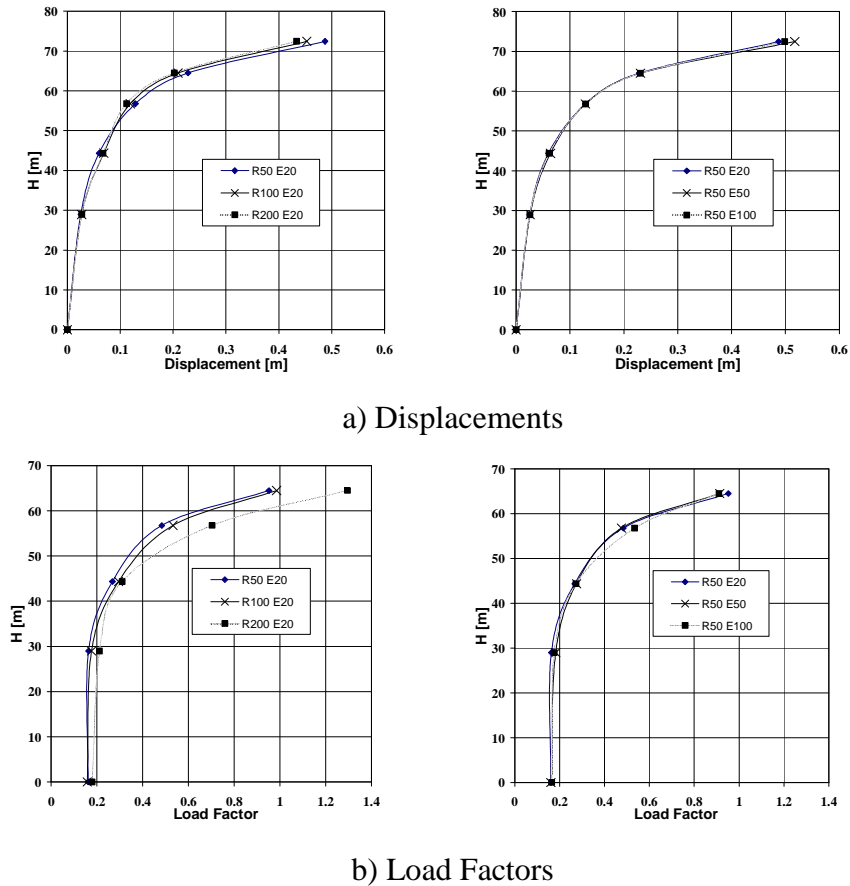 80
70
60
50
40
30
20
10
0
H [m]
R50 E20
R100 E20
R200 E20
0 0.1 0.2 0.3 0.4 0.5 0.6
Displacement [m]
80
70
60
50
40
30
20
10
0
H [m]
R50 E20
R50 E50
R50 E100
0 0.1 0.2 0.3 0.4 0.5 0.6
Displacement [m]
a) Displacements
70
60
50
40
30
20
10
0
H [m]
R50 E20
R100 E20
R200 E20
0 0.2 0.4 0.6 0.8 1 1.2 1.4
Load Factor
70
60
50
40
30
20
10
0
H [m]
R50 E20
R50 E50
R50 E100
0 0.2 0.4 0.6 0.8 1 1.2 1.4
Load Factor
b) Load Factors